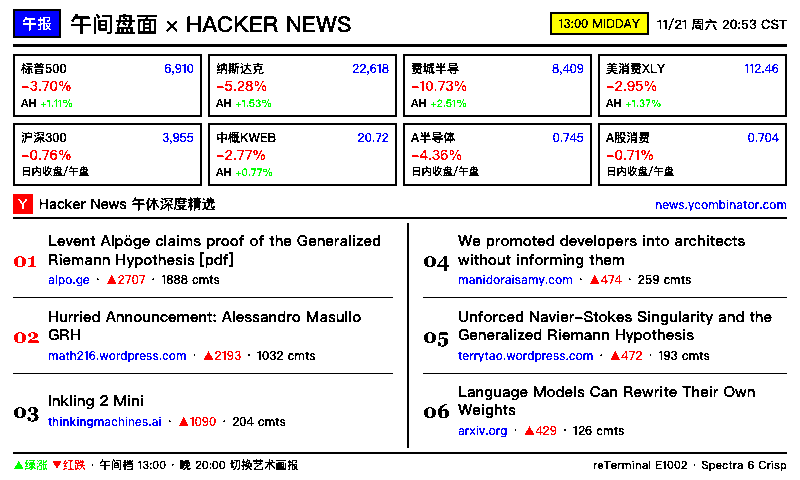 午报 午间盘面 × HACKER NEWS 13:00 MIDDAY 11/21 周六 20:53 CST
标普500 6,910
-3.70%
AH +1.11%
纳斯达克 22,618
-5.28%
AH +1.53%
费城半导 8,409
-10.73%
AH +2.51%
美消费XLY 112.46
-2.95%
AH +1.37%
沪深300 3,955
-0.76%
日内收盘/午盘
中概KWEB 20.72
-2.77%
AH +0.77%
A半导体 0.745
-4.36%
日内收盘/午盘
A股消费 0.704
-0.71%
日内收盘/午盘
Y Hacker News 午休深度精选 news.ycombinator.com
01 Levent Alpöge claims proof of the Generalized
Riemann Hypothesis [pdf]
alpo.ge · ▲2707 · 1888 cmts
02 Hurried Announcement: Alessandro Masullo
GRH
math216.wordpress.com · ▲2193 · 1032 cmts
03 Inkling 2 Mini
thinkingmachines.ai · ▲1090 · 204 cmts
04 We promoted developers into architects
without informing them
manidoraisamy.com · ▲474 · 259 cmts
05 Unforced Navier–Stokes Singularity and the
Generalized Riemann Hypothesis
terrytao.wordpress.com · ▲472 · 193 cmts
06 Language Models Can Rewrite Their Own
Weights
arxiv.org · ▲429 · 126 cmts
▲绿涨 ▼红跌 · 午间档 13:00 · 晚 20:00 切换艺术画报
reTerminal E1002 · Spectra 6 Crisp